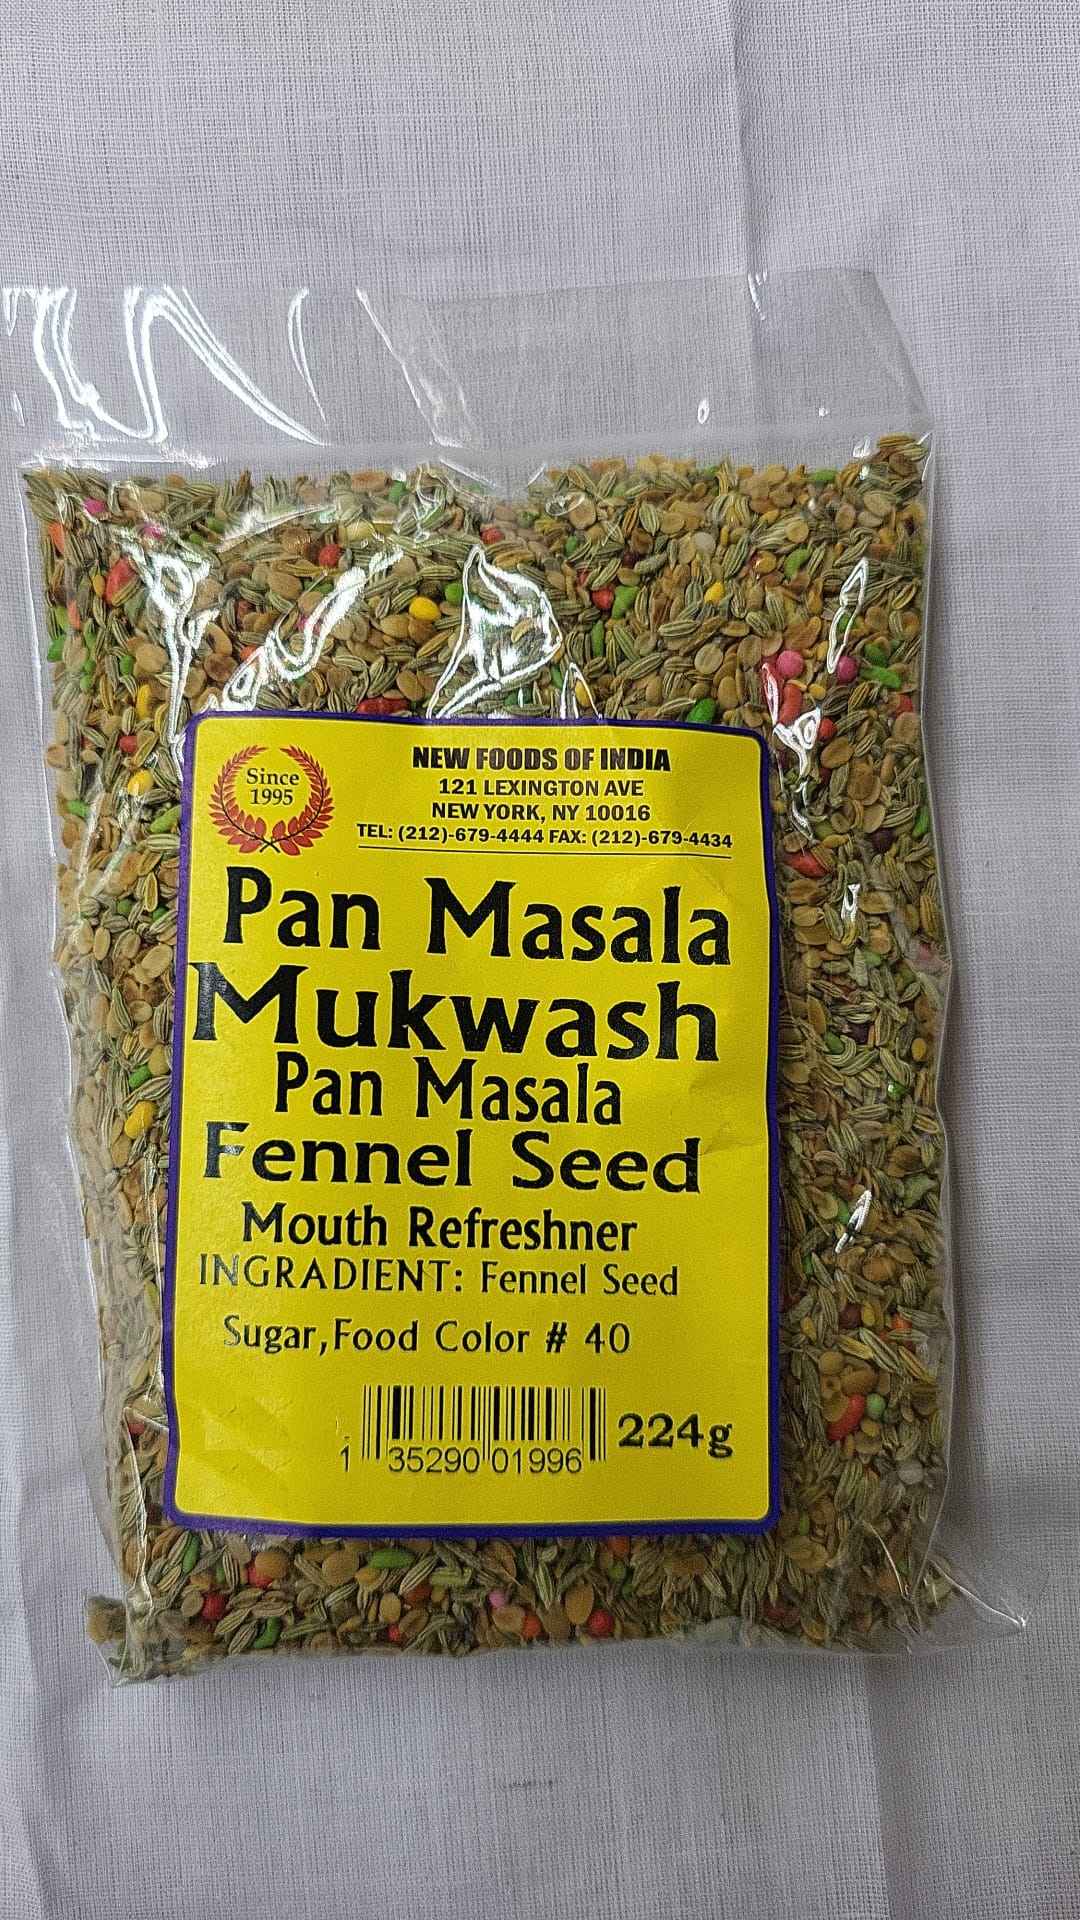 Since
1995
NEW FOODS OF INDIA
121 LEXINGTON AVE
NEW YORK, NY 10016
TEL: (212)-679-4444 FAX: (212)-679-4434
Pan Masala
Mukwash
Pan Masala
Fennel Seed
Mouth Refreshner
INGRADIENT: Fennel Seed
Sugar,Food Color # 40
1 35290 01996
224g